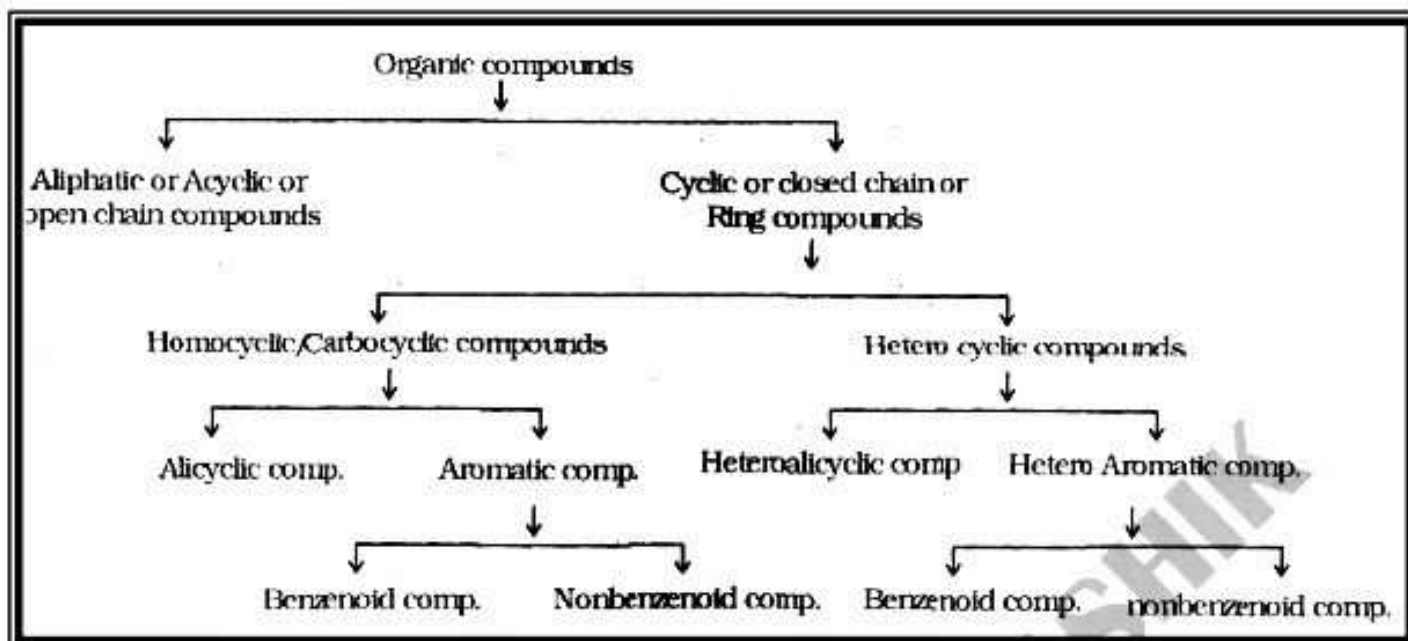 Organic compounds
Aliphatic or Acyclic or
open chain compounds
Cyclic or closed chain or
Ring compounds
Homocyclic/Carbocyclic compounds
Hetero cyclic compounds.
Alicyclic comp.
Aromatic comp.
Heteroalicyclic comp
Hetero Aromatic comp.
Benzenoid comp.
Nonbenzenoid comp.
Benzenoid comp.
nonbenzenoid comp.
SHIK